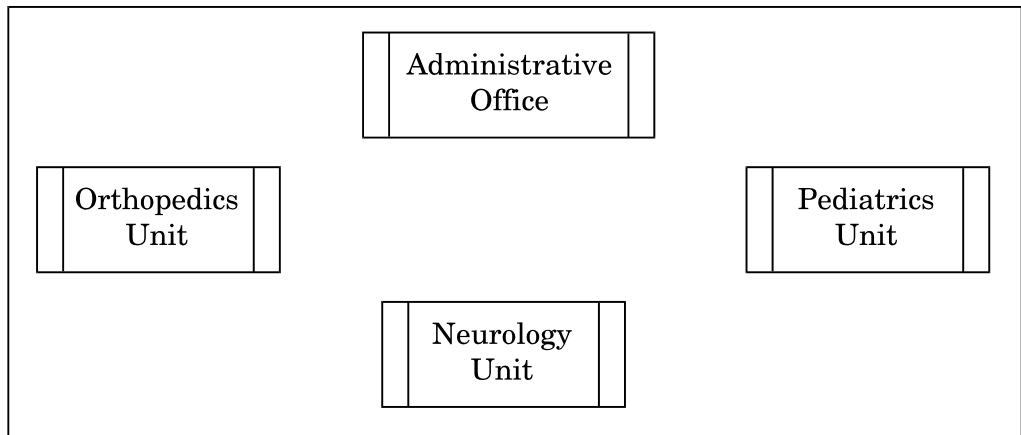 Administrative
Office
Orthopedics
Unit
Pediatrics
Unit
Neurology
Unit